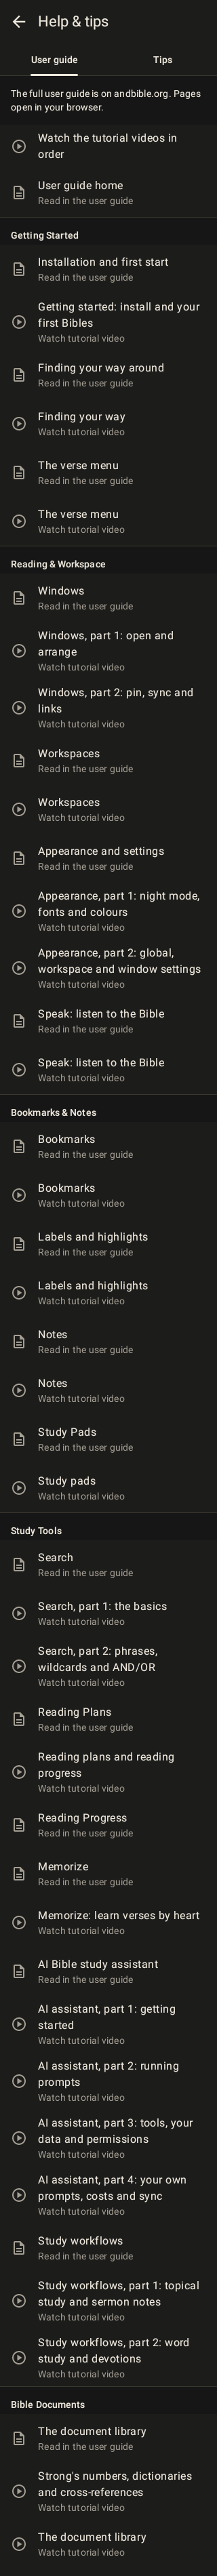 Help & tips
User guide
Tips
The full user guide is on andbible.org. Pages
open in your browser.
Watch the tutorial videos in
order
User guide home
Read in the user guide
Getting Started
Installation and first start
Read in the user guide
Getting started: install and your
first Bibles
Watch tutorial video
Finding your way around
Read in the user guide
Finding your way
Watch tutorial video
The verse menu
Read in the user guide
The verse menu
Watch tutorial video
Reading & Workspace
Windows
Read in the user guide
Windows, part 1: open and
arrange
Watch tutorial video
Windows, part 2: pin, sync and
links
Watch tutorial video
Workspaces
Read in the user guide
Workspaces
Watch tutorial video
Appearance and settings
Read in the user guide
Appearance, part 1: night mode,
fonts and colours
Watch tutorial video
Appearance, part 2: global,
workspace and window settings
Watch tutorial video
Speak: listen to the Bible
Read in the user guide
Speak: listen to the Bible
Watch tutorial video
Bookmarks & Notes
Bookmarks
Read in the user guide
Bookmarks
Watch tutorial video
Labels and highlights
Read in the user guide
Labels and highlights
Watch tutorial video
Notes
Read in the user guide
Notes
Watch tutorial video
Study Pads
Read in the user guide
Study pads
Watch tutorial video
Study Tools
Search
Read in the user guide
Search, part 1: the basics
Watch tutorial video
Search, part 2: phrases,
wildcards and AND/OR
Watch tutorial video
Reading Plans
Read in the user guide
Reading plans and reading
progress
Watch tutorial video
Reading Progress
Read in the user guide
Memorize
Read in the user guide
Memorize: learn verses by heart
Watch tutorial video
AI Bible study assistant
Read in the user guide
AI assistant, part 1: getting
started
Watch tutorial video
AI assistant, part 2: running
prompts
Watch tutorial video
AI assistant, part 3: tools, your
data and permissions
Watch tutorial video
AI assistant, part 4: your own
prompts, costs and sync
Watch tutorial video
Study workflows
Read in the user guide
Study workflows, part 1: topical
study and sermon notes
Watch tutorial video
Study workflows, part 2: word
study and devotions
Watch tutorial video
Bible Documents
The document library
Read in the user guide
Strong's numbers, dictionaries
and cross-references
Watch tutorial video
The document library
Watch tutorial video